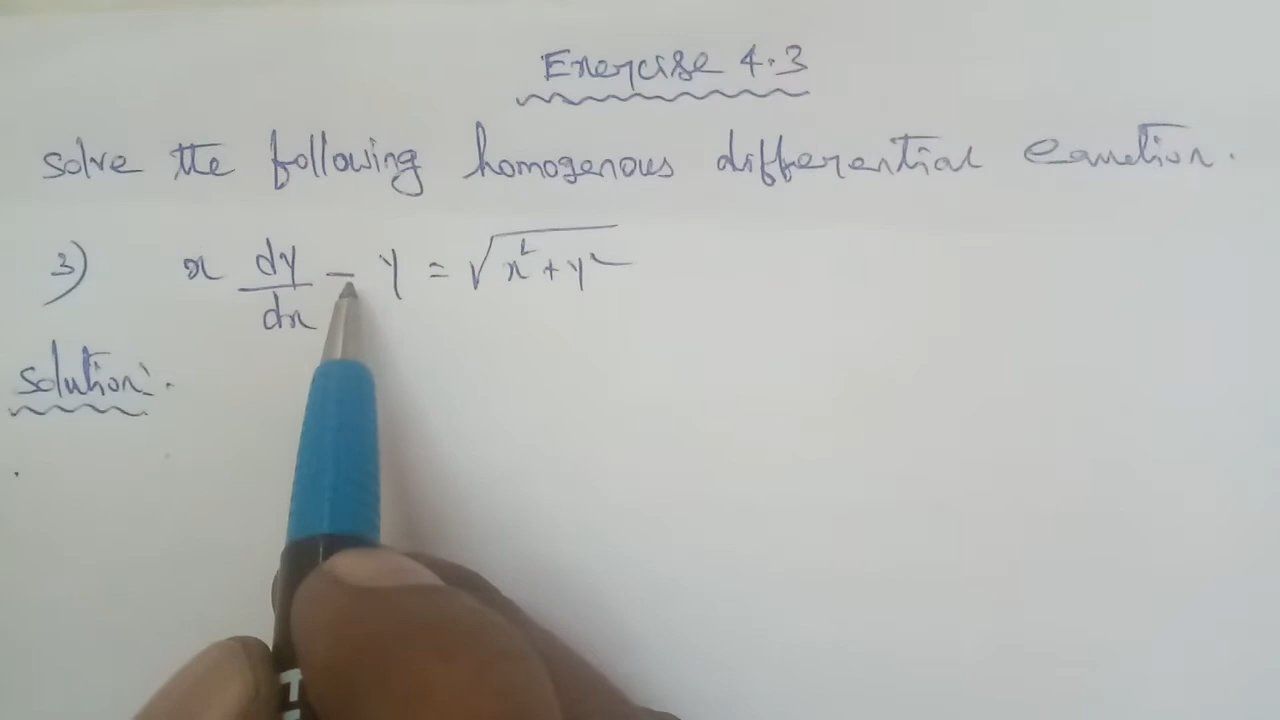 Exercise 4.3
solve the following homogenous differential equation.
3) x dy/dx - y = √x²+y²
solution:.